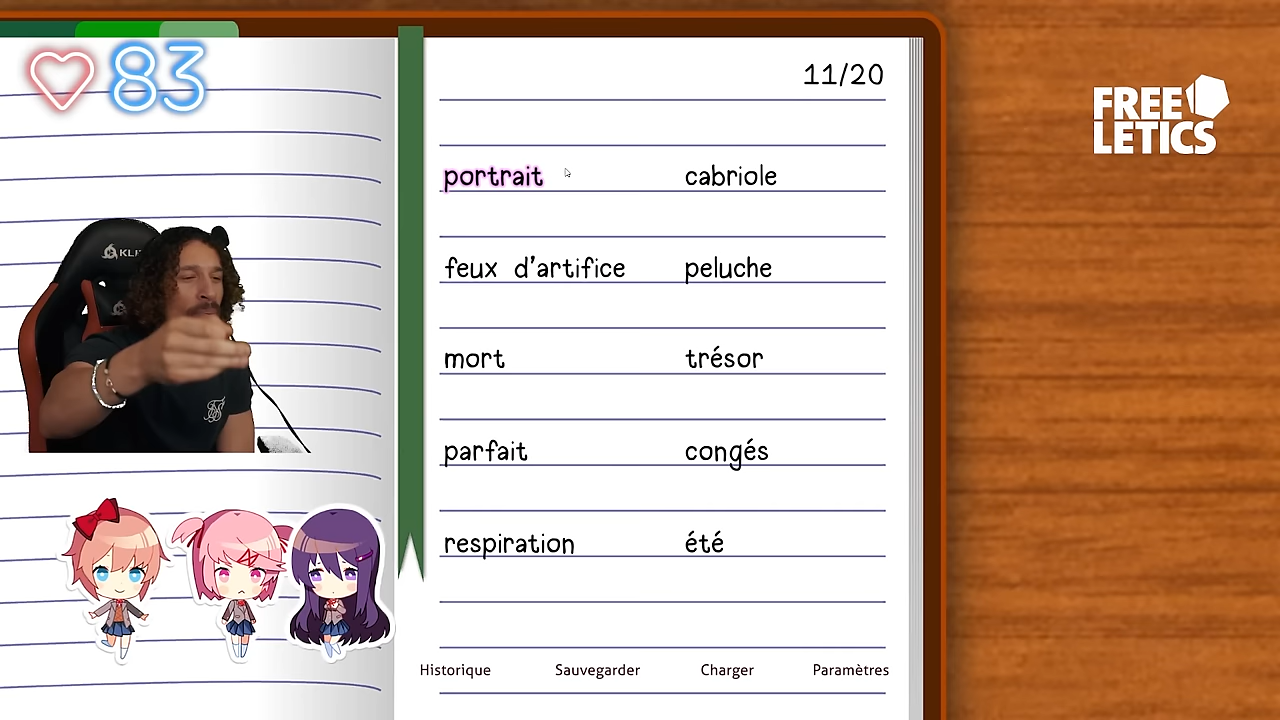 83
11/20
FREE
LETICS
portrait cabriole
feux d'artifice peluche
mort trésor
parfait congés
respiration été
Historique Sauvegarder Charger Paramètres